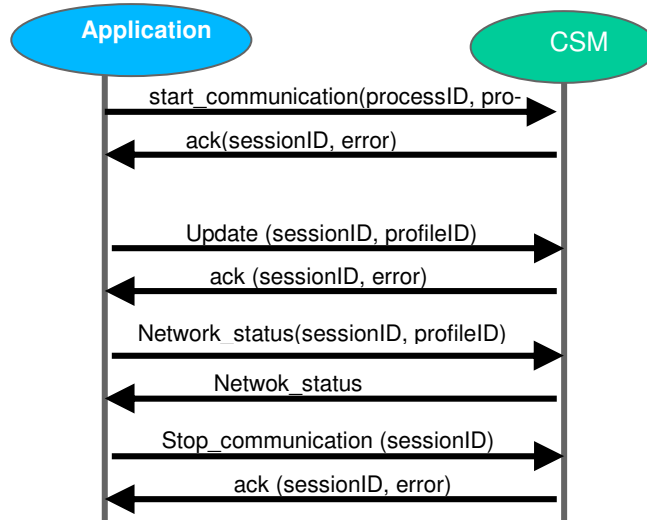 Application
CSM
start_communication(processID, pro-
ack(sessionID, error)
Update (sessionID, profileID)
ack (sessionID, error)
Network_status(sessionID, profileID)
Netwok_status
Stop_communication (sessionID)
ack (sessionID, error)